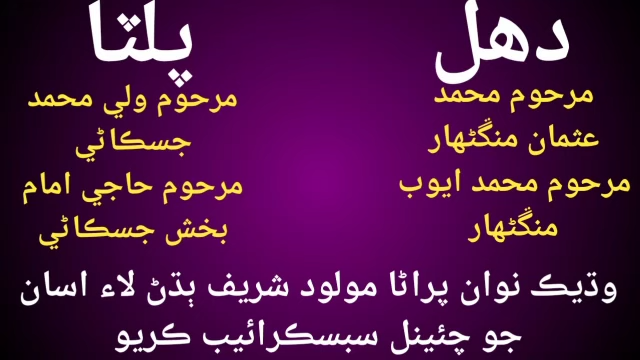 دهل
مرحوم محمد
عثمان منگڻهار
مرحوم محمد ايوب
منگڻهار
پلٽا
مرحوم ولي محمد
جسڪاڻي
مرحوم حاجي امام
بخش جسڪاڻي
وڌيڪ نوان پراڻا مولود شريف ٻڌڻ لاءِ اسان
جو چئينل سبسڪرائيب ڪريو